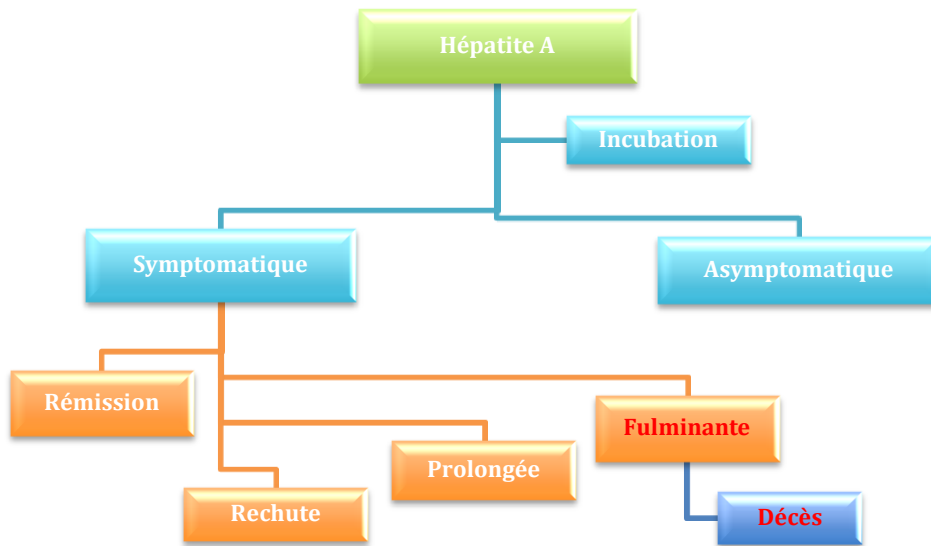 Hépatite A
Incubation
Symptomatique
Asymptomatique
Rémission
Fulminante
Prolongée
Rechute
Décès